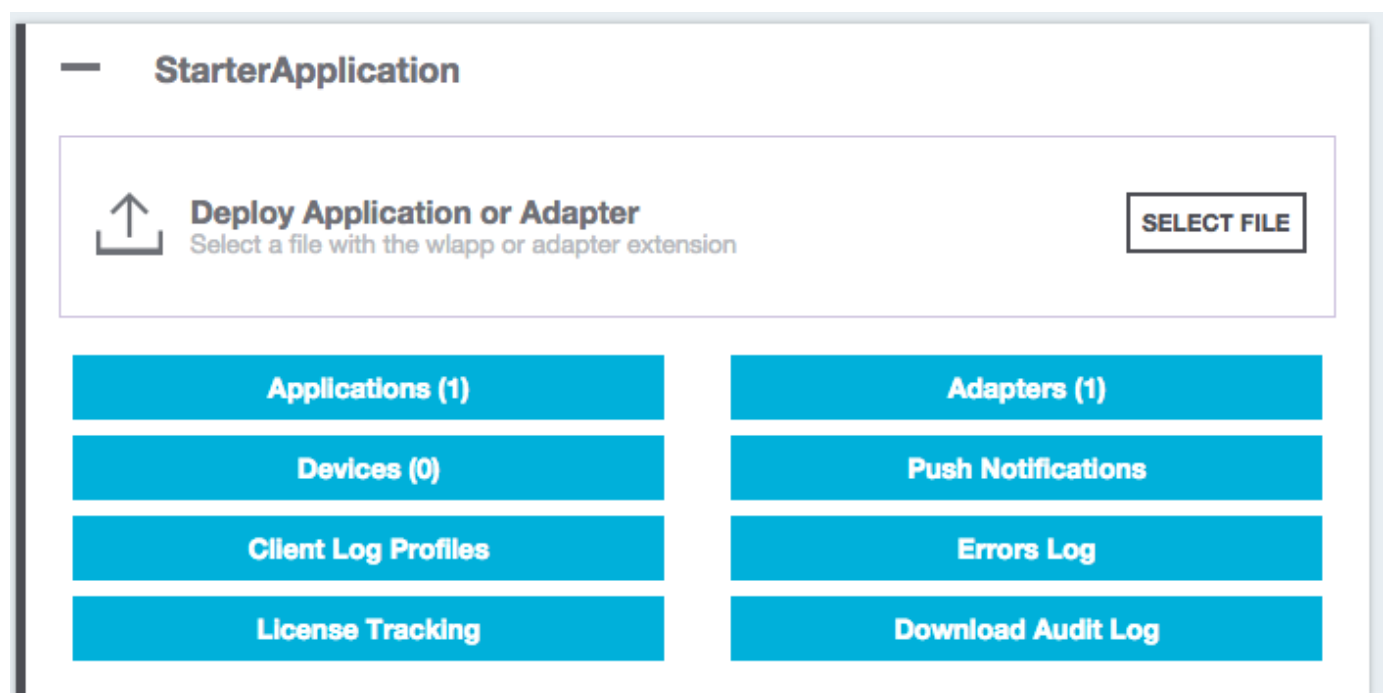 StarterApplication
Deploy Application or Adapter
Select a file with the wlapp or adapter extension
SELECT FILE
Applications (1)
Adapters (1)
Devices (0)
Push Notifications
Client Log Profiles
Errors Log
License Tracking
Download Audit Log